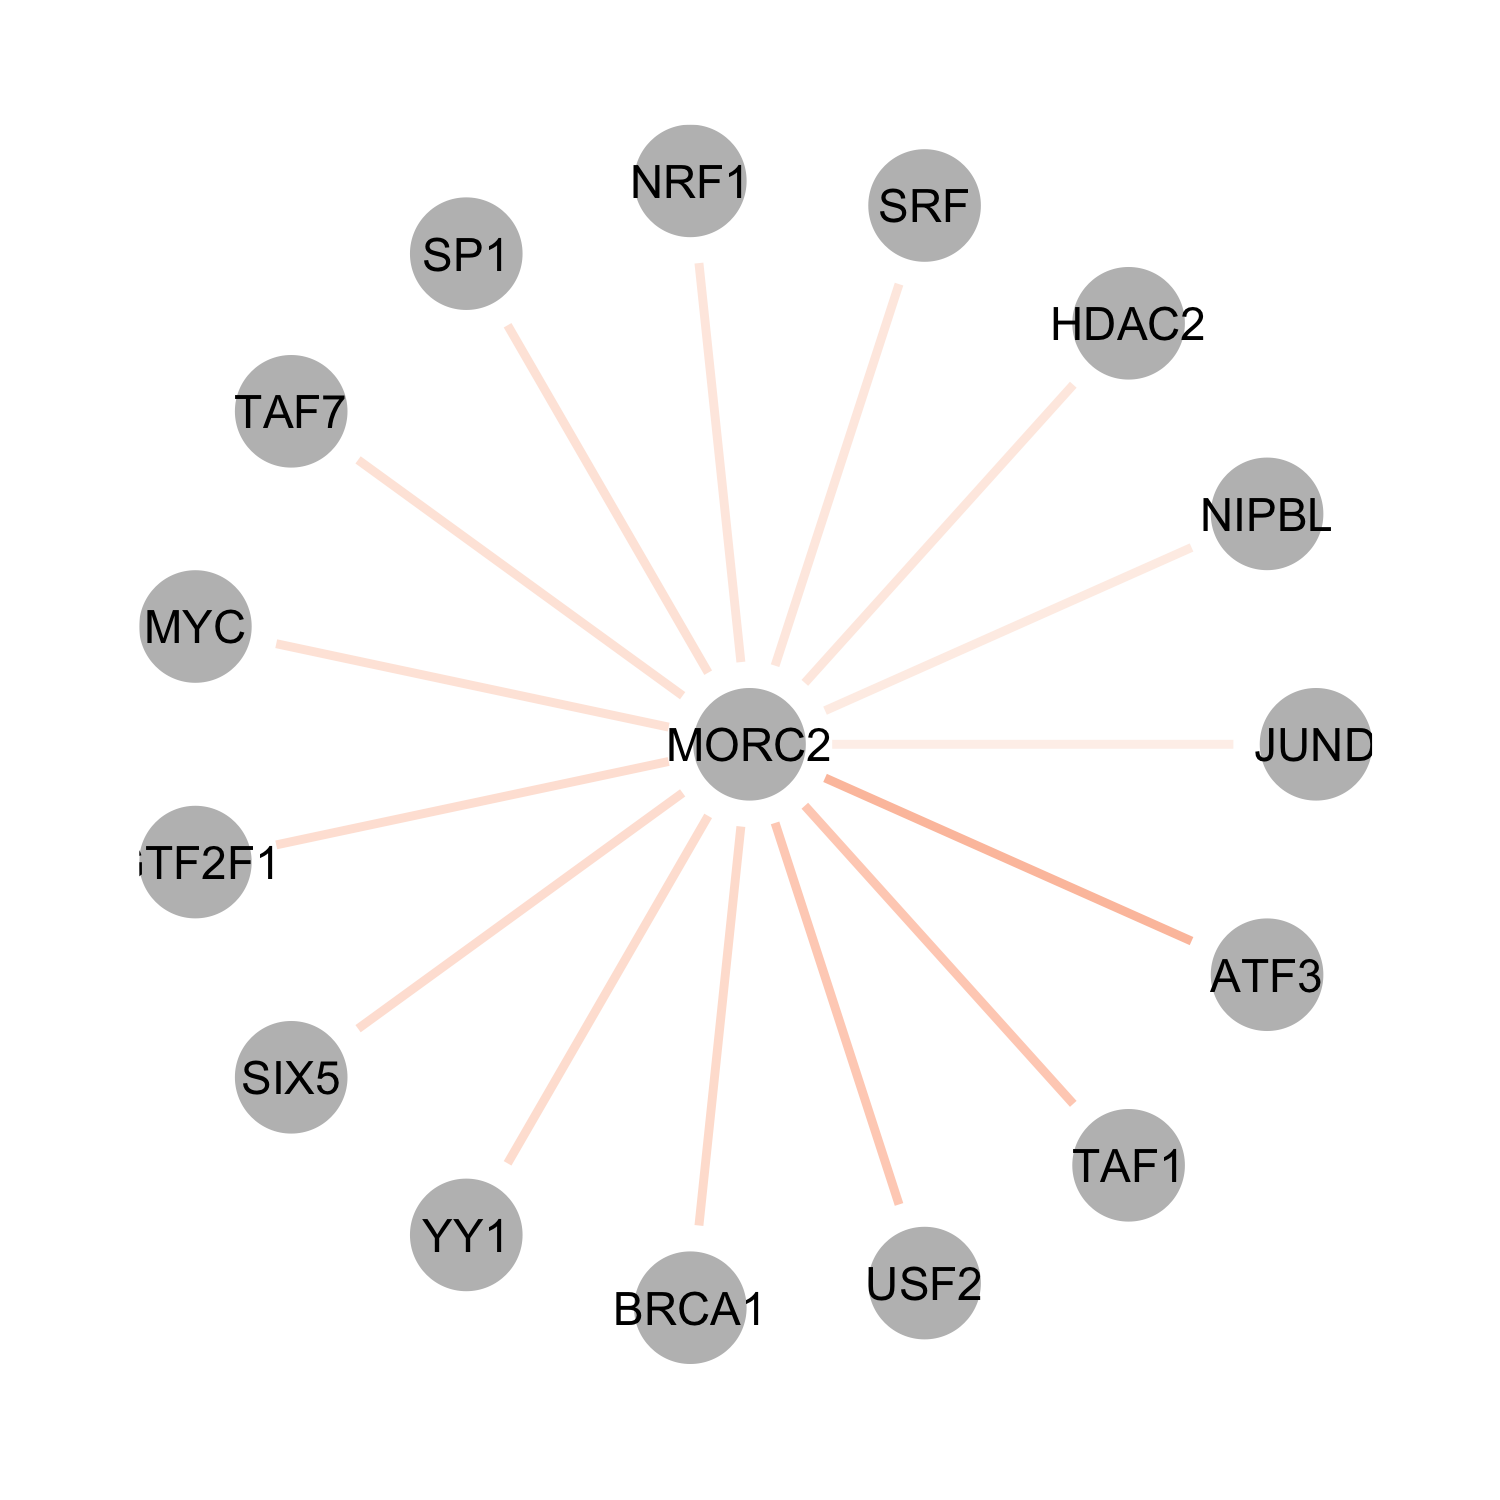 NRF1
SRF
SP1
HDAC2
TAF7
NIPBL
MYC
MORC2
JUND
GTF2F1
ATF3
SIX5
TAF1
YY1
USF2
BRCA1